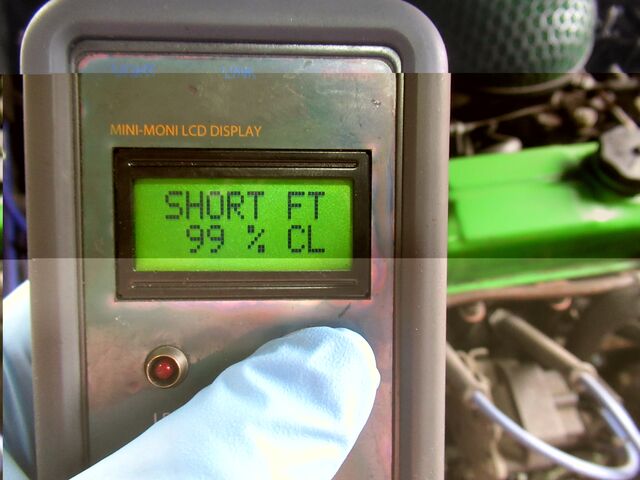 MINI-MONI LCD DISPLAY
SHORT FT
99 % CL